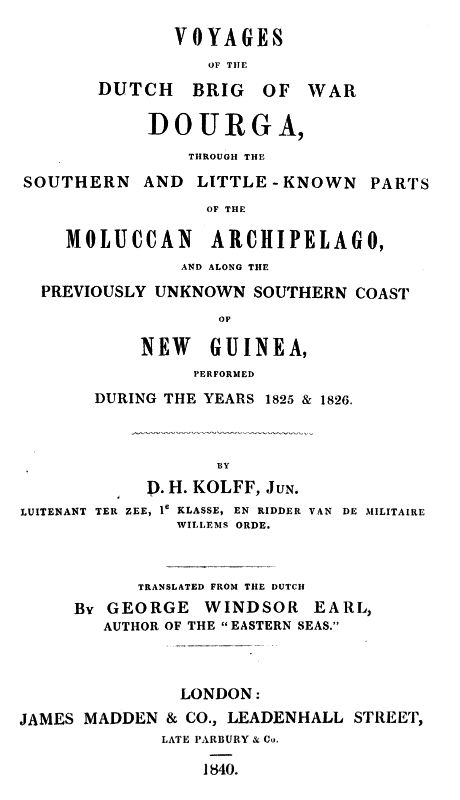 VOYAGES
OF THE
DUTCH BRIG OF WAR
DOURGA,
THROUGH THE
SOUTHERN AND LITTLE-KNOWN PARTS
OF THE
MOLUCCAN ARCHIPELAGO,
AND ALONG THE
PREVIOUSLY UNKNOWN SOUTHERN COAST
OF
NEW GUINEA,
PERFORMED
DURING THE YEARS 1825 & 1826.
BY
D. H. KOLFF, JUN.
LUITENANT TER ZEE, 1e KLASSE, EN RIDDER VAN DE MILITAIRE
WILLEMS ORDE.
TRANSLATED FROM THE DUTCH
BY GEORGE WINDSOR EARL,
AUTHOR OF THE "EASTERN SEAS."
LONDON:
JAMES MADDEN & CO., LEADENHALL STREET,
LATE PARBURY & Co.
1840.